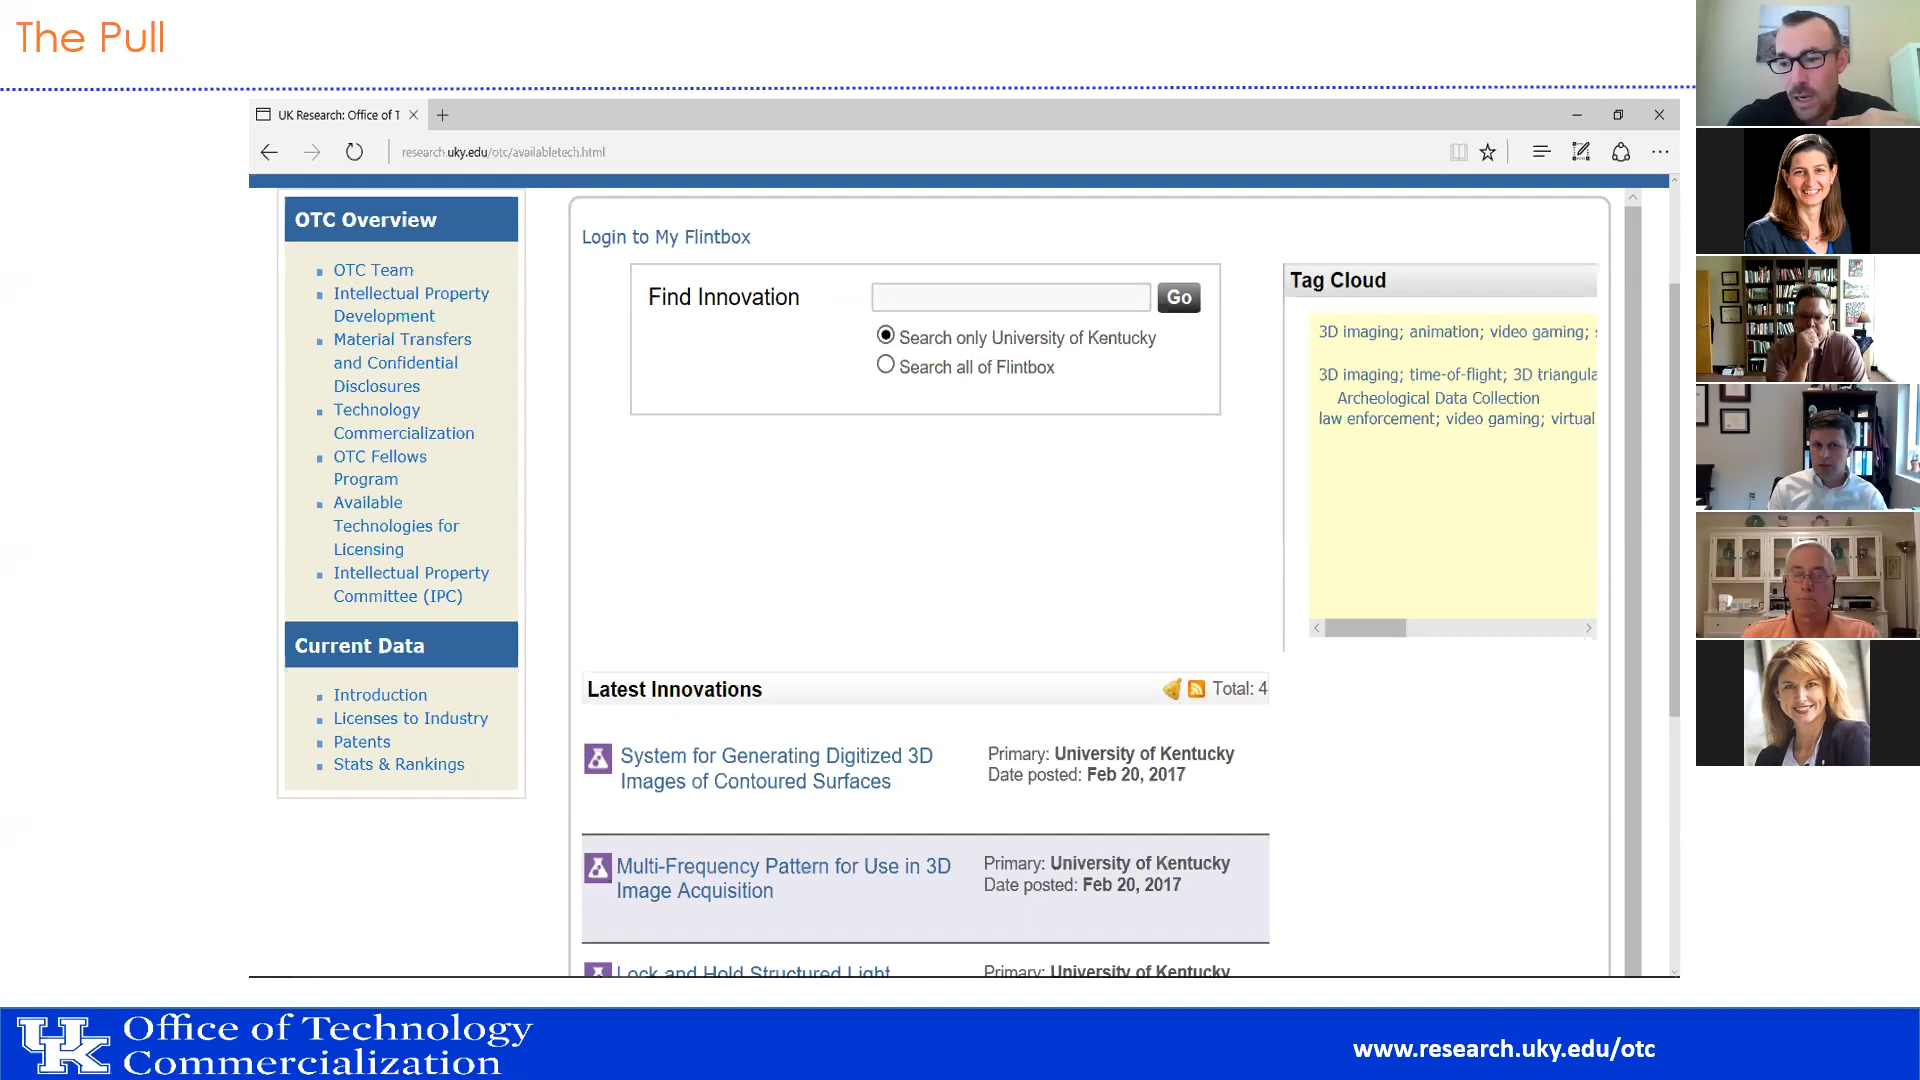 The Pull
UK Research: Office of T
research.uky.edu/otc/availabletech.html
OTC Overview
OTC Team
Intellectual Property
Development
Material Transfers
and Confidential
Disclosures
Technology
Commercialization
OTC Fellows
Program
Available
Technologies for
Licensing
Intellectual Property
Committee (IPC)
Current Data
Introduction
Licenses to Industry
Patents
Stats & Rankings
Login to My Flintbox
Find Innovation
Go
Search only University of Kentucky
Search all of Flintbox
Tag Cloud
3D imaging; animation; video gaming;
3D imaging; time-of-flight; 3D triangula
Archeological Data Collection
law enforcement; video gaming; virtual
Latest Innovations
Total: 4
System for Generating Digitized 3D
Images of Contoured Surfaces
Primary: University of Kentucky
Date posted: Feb 20, 2017
Multi-Frequency Pattern for Use in 3D
Image Acquisition
Primary: University of Kentucky
Date posted: Feb 20, 2017
Lock and Hold Structured Light
Primary: University of Kentucky
UK
Office of Technology
Commercialization
www.research.uky.edu/otc